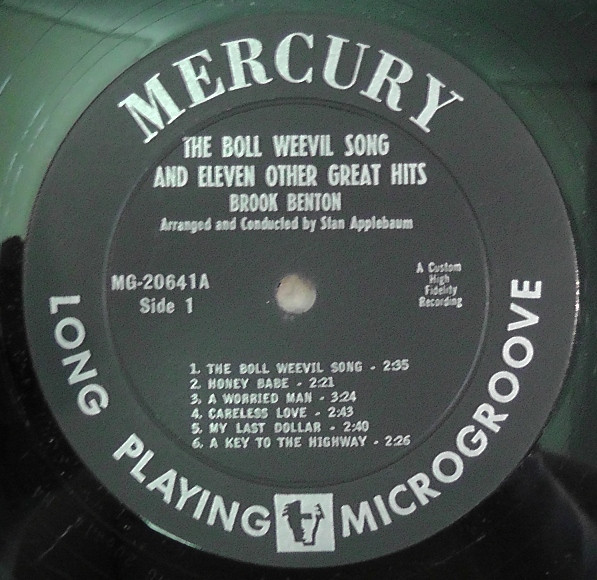 MERCURY
THE BOLL WEEVIL SONG
AND ELEVEN OTHER GREAT HITS
BROOK BENTON
Arranged and Conducted by Stan Applebaum
MG-20641A
Side 1
A Custom
High
Fidelity
Recording
1. THE BOLL WEEVIL SONG - 2:35
2. HONEY BABE - 2:21
3. A WORRIED MAN - 3:24
4. CARELESS LOVE - 2:43
5. MY LAST DOLLAR - 2:40
6. A KEY TO THE HIGHWAY - 2:26
LONG PLAYING MICROGROOVE